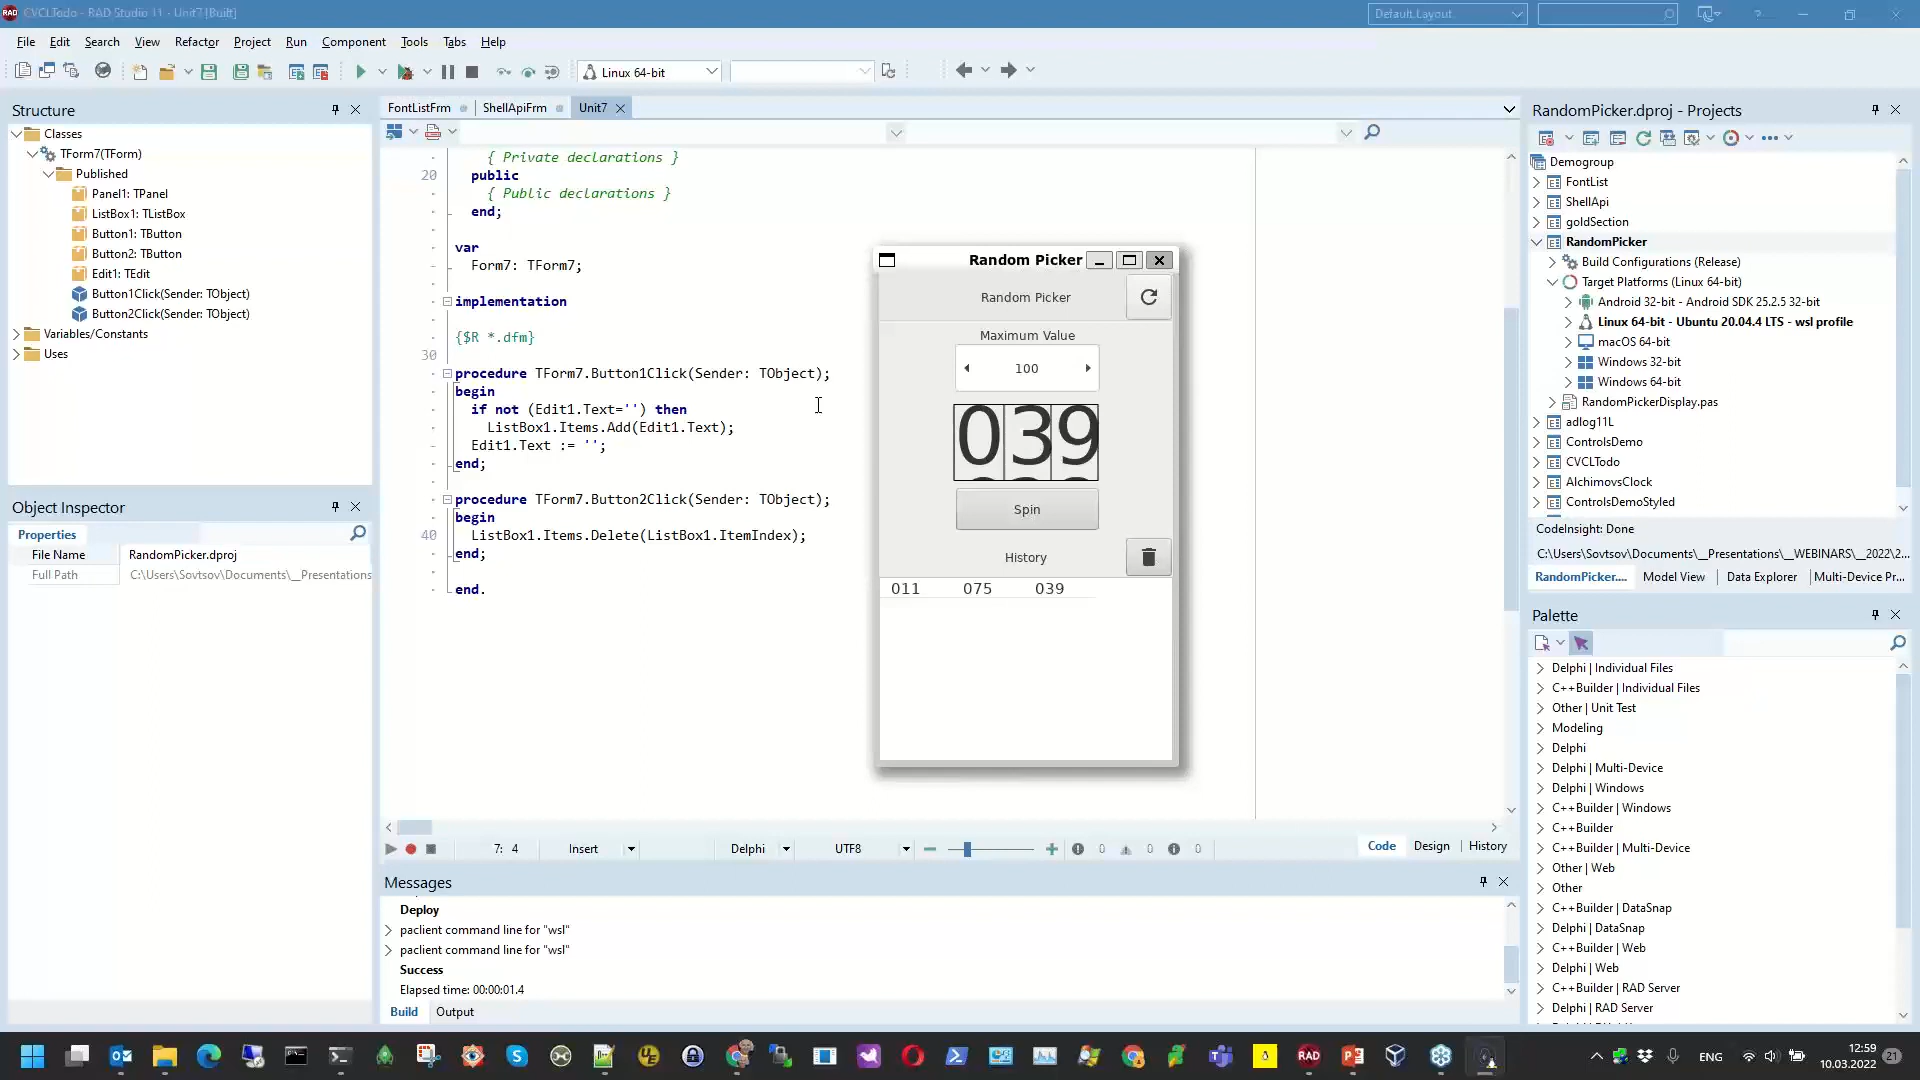 CVCLTodo - RAD Studio 11 - Unit7 [Built]
Default Layout
File Edit Search View Refactor Project Run Component Tools Tabs Help
Linux 64-bit
Structure
Classes
TForm7(TForm)
Published
Panel1: TPanel
ListBox1: TListBox
Button1: TButton
Button2: TButton
Edit1: TEdit
Button1Click(Sender: TObject)
Button2Click(Sender: TObject)
Variables/Constants
Uses
Object Inspector
Properties
File Name RandomPicker.dproj
Full Path C:\Users\Sovtsov\Documents\__Presentations
FontListFrm ShellApiFrm Unit7
{ Private declarations }
20 public
{ Public declarations }
end;
var
Form7: TForm7;
implementation
{$R *.dfm}
30
procedure TForm7.Button1Click(Sender: TObject);
begin
if not (Edit1.Text='') then
ListBox1.Items.Add(Edit1.Text);
Edit1.Text := '';
end;
procedure TForm7.Button2Click(Sender: TObject);
begin
40 ListBox1.Items.Delete(ListBox1.ItemIndex);
end;
end.
Random Picker
Random Picker
Maximum Value
100
039
Spin
History
011 075 039
7: 4 Insert Delphi UTF8 0 0 0 Code Design History
Messages
Deploy
paclient command line for "wsl"
paclient command line for "wsl"
Success
Elapsed time: 00:00:01.4
Build Output
RandomPicker.dproj - Projects
Demogroup
FontList
ShellApi
goldSection
RandomPicker
Build Configurations (Release)
Target Platforms (Linux 64-bit)
Android 32-bit - Android SDK 25.2.5 32-bit
Linux 64-bit - Ubuntu 20.04.4 LTS - wsl profile
macOS 64-bit
Windows 32-bit
Windows 64-bit
RandomPickerDisplay.pas
adlog11L
ControlsDemo
CVCLTodo
AlchimovsClock
ControlsDemoStyled
CodeInsight: Done
C:\Users\Sovtsov\Documents\__Presentations\__WEBINARS\__2022\2...
RandomPicker.... Model View Data Explorer Multi-Device Pr...
Palette
Delphi | Individual Files
C++Builder | Individual Files
Other | Unit Test
Modeling
Delphi
Delphi | Multi-Device
Delphi | Windows
C++Builder | Windows
C++Builder
C++Builder | Multi-Device
Other | Web
Other
C++Builder | DataSnap
Delphi | DataSnap
C++Builder | Web
Delphi | Web
C++Builder | RAD Server
Delphi | RAD Server
ENG
12:59
10.03.2022
21